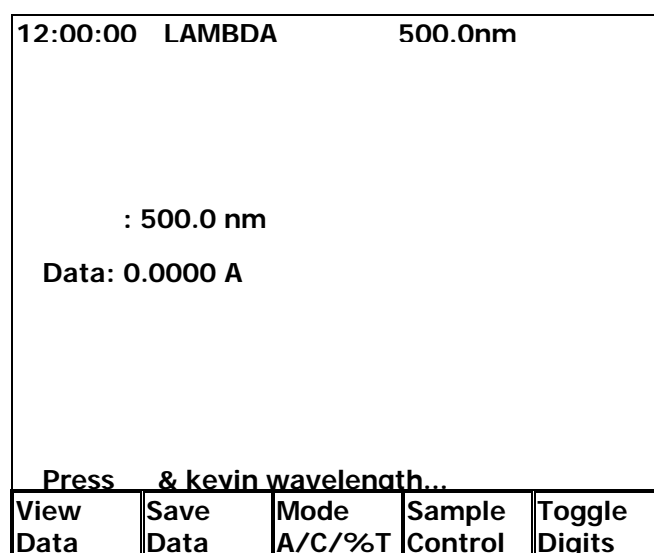 12:00:00 LAMBDA 500.0nm
: 500.0 nm
Data: 0.0000 A
Press & keyin wavelength...
View Save Mode Sample Toggle
Data Data A/C/%T Control Digits